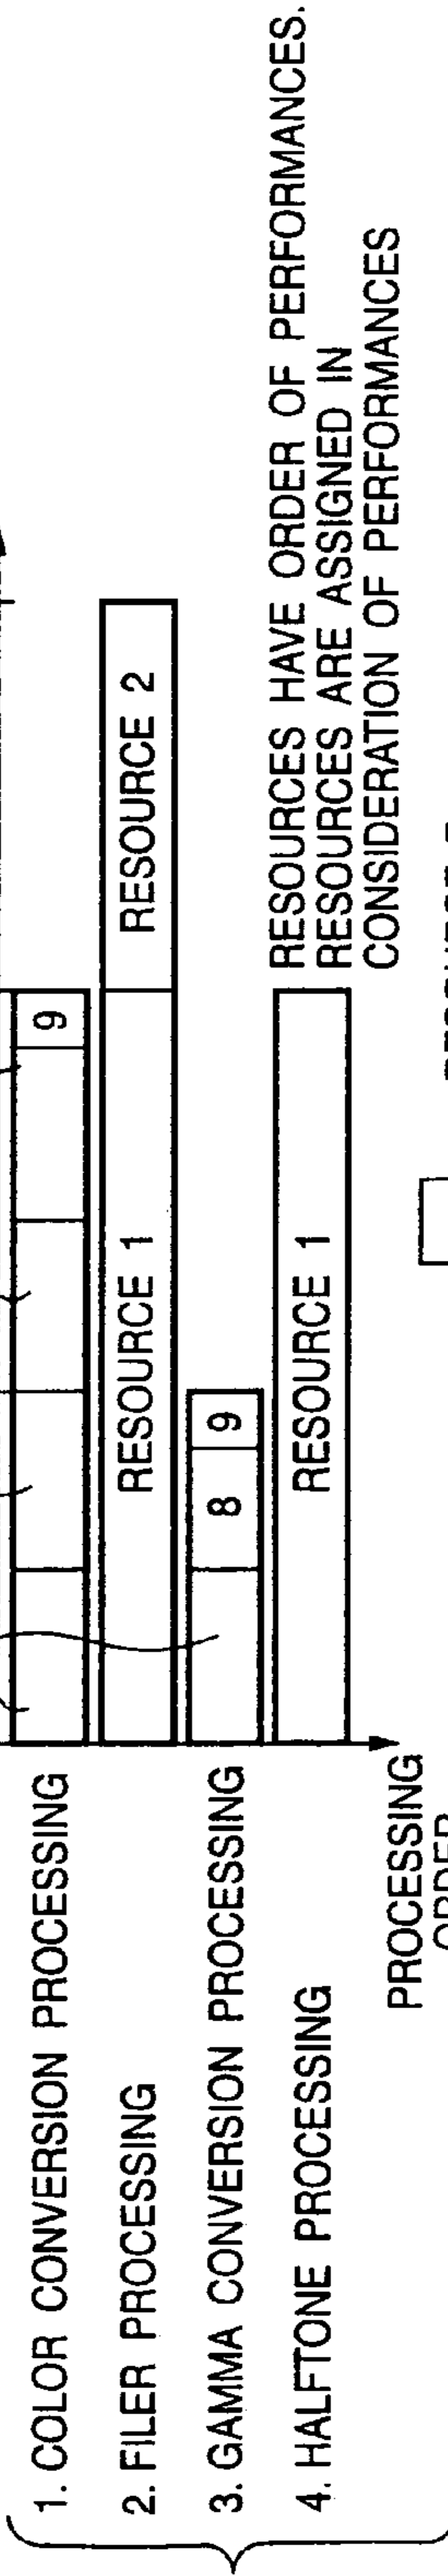 1. COLOR CONVERSION PROCESSING
9
2. FILER PROCESSING
RESOURCE 1
RESOURCE 2
3. GAMMA CONVERSION PROCESSING
8
9
4. HALFTONE PROCESSING
RESOURCE 1
RESOURCES HAVE ORDER OF PERFORMANCES.
RESOURCES ARE ASSIGNED IN
CONSIDERATION OF PERFORMANCES
PROCESSING
ORDER